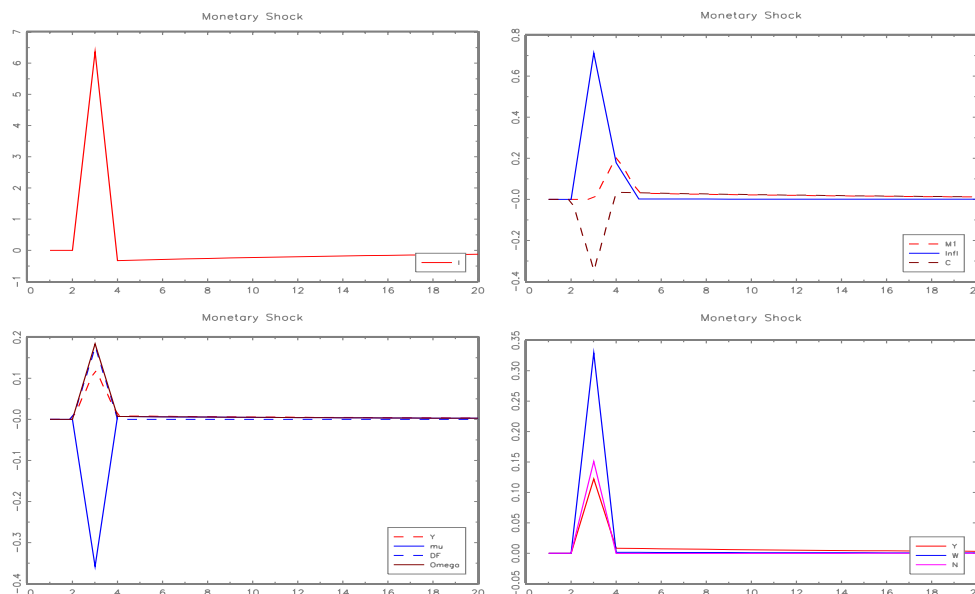 Monetary Shock
7
6
5
4
3
2
1
0
−1
0 2 4 6 8 10 12 14 16 18 20
I
Monetary Shock
0.8
0.6
0.4
0.2
−0.0
−0.2
−0.4
0 2 4 6 8 10 12 14 16 18 20
M1
Infl
C
Monetary Shock
0.2
0.1
−0.0
−0.1
−0.2
−0.3
−0.4
0 2 4 6 8 10 12 14 16 18 20
Y
mu
DF
Omega
Monetary Shock
0.35
0.30
0.25
0.20
0.15
0.10
0.05
0.00
−0.05
0 2 4 6 8 10 12 14 16 18 20
Y
W
N